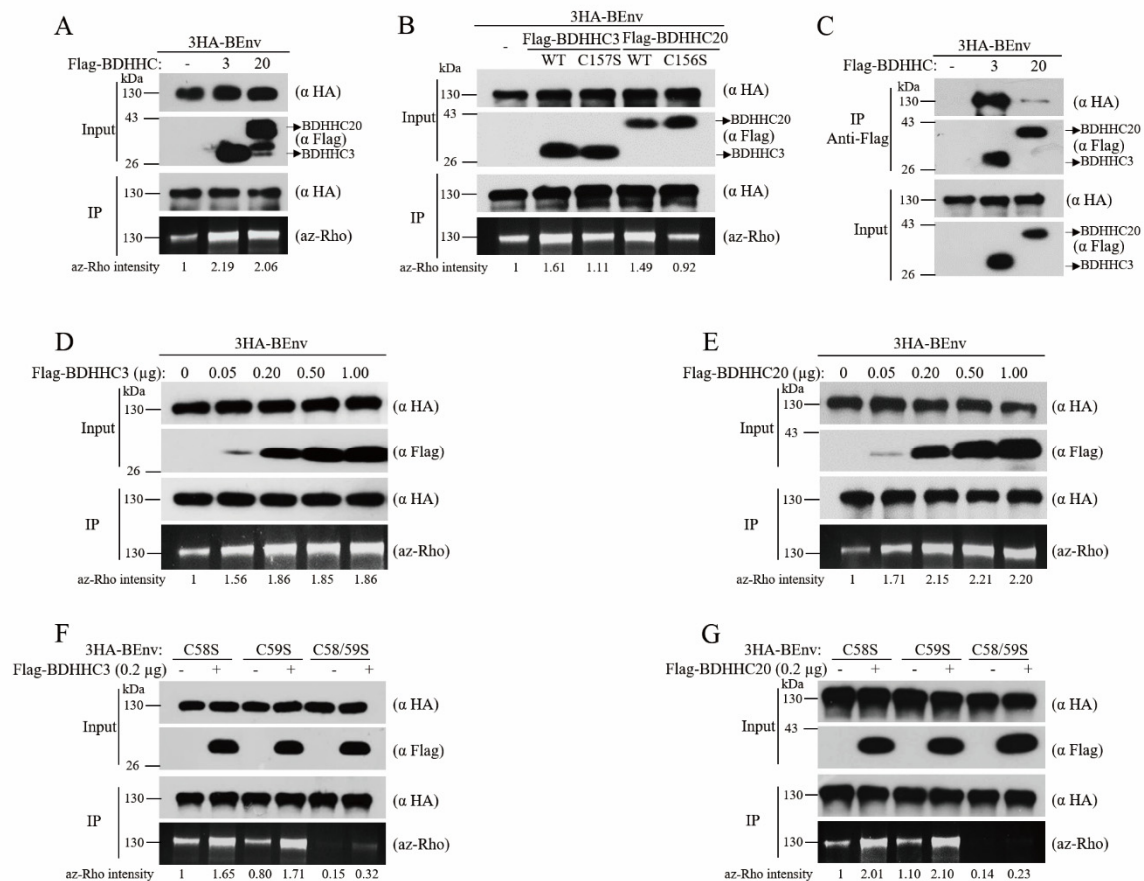 A
3HA-BEnv
Flag-BDHHC: - 3 20
kDa
130 (α HA)
43
Input BDHHC20
(α Flag)
BDHHC3
26
130 (α HA)
IP
130 (az-Rho)
az-Rho intensity 1 2.19 2.06
B
3HA-BEnv
- Flag-BDHHC3 Flag-BDHHC20
WT C157S WT C156S
kDa
130 (α HA)
43
Input BDHHC20
(α Flag)
BDHHC3
26
130 (α HA)
IP
130 (az-Rho)
az-Rho intensity 1 1.61 1.11 1.49 0.92
C
3HA-BEnv
Flag-BDHHC: - 3 20
kDa
130 (α HA)
IP
Anti-Flag
43
BDHHC20
(α Flag)
26 BDHHC3
130 (α HA)
43
Input BDHHC20
(α Flag)
BDHHC3
26
D
3HA-BEnv
Flag-BDHHC3 (μg): 0 0.05 0.20 0.50 1.00
kDa
130 (α HA)
Input
(α Flag)
26
130 (α HA)
IP
130 (az-Rho)
az-Rho intensity 1 1.56 1.86 1.85 1.86
E
3HA-BEnv
Flag-BDHHC20 (μg): 0 0.05 0.20 0.50 1.00
kDa
130 (α HA)
Input
43
(α Flag)
130 (α HA)
IP
130 (az-Rho)
az-Rho intensity 1 1.71 2.15 2.21 2.20
F
3HA-BEnv: C58S C59S C58/59S
Flag-BDHHC3 (0.2 μg) - + - + - +
kDa
130 (α HA)
Input
(α Flag)
26
130 (α HA)
IP
130 (az-Rho)
az-Rho intensity 1 1.65 0.80 1.71 0.15 0.32
G
3HA-BEnv: C58S C59S C58/59S
Flag-BDHHC20 (0.2 μg) - + - + - +
kDa
130 (α HA)
Input
43
(α Flag)
130 (α HA)
IP
130 (az-Rho)
az-Rho intensity 1 2.01 1.10 2.10 0.14 0.23